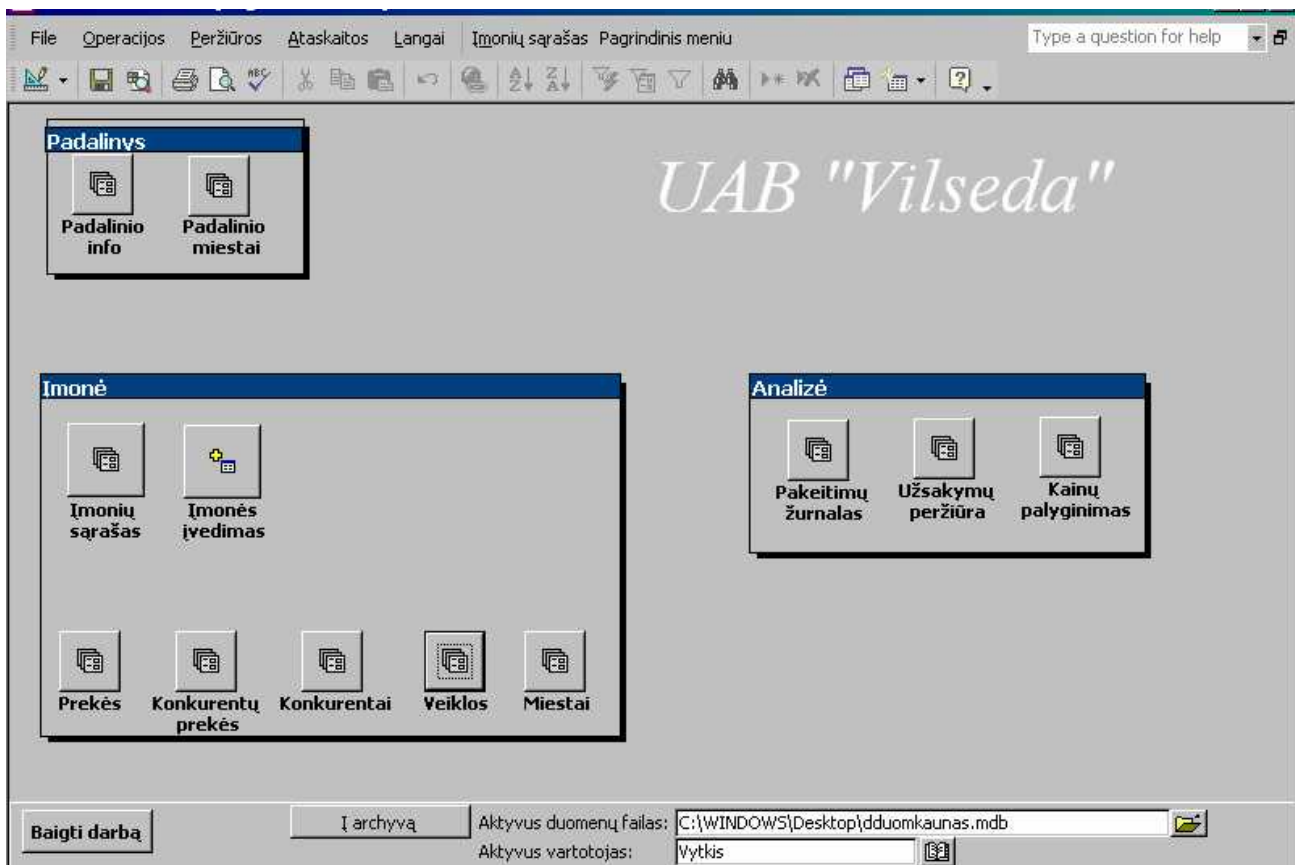 File Operacijos Peržiūros Ataskaitos Langai Įmonių sąrašas Pagrindinis meniu Type a question for help
Padalinys
Padalinio info
Padalinio miestai
UAB "Vilseda"
Įmonė
Įmonių sąrašas
Įmonės įvedimas
Prekės
Konkurentų prekės
Konkurentai
Veiklos
Miestai
Analizė
Pakeitimų žurnalas
Užsakymų peržiūra
Kainų palyginimas
Baigti darbą
Į archyvą
Aktyvus duomenų failas: C:\WINDOWS\Desktop\dduomkaunas.mdb
Aktyvus vartotojas: Vytkis